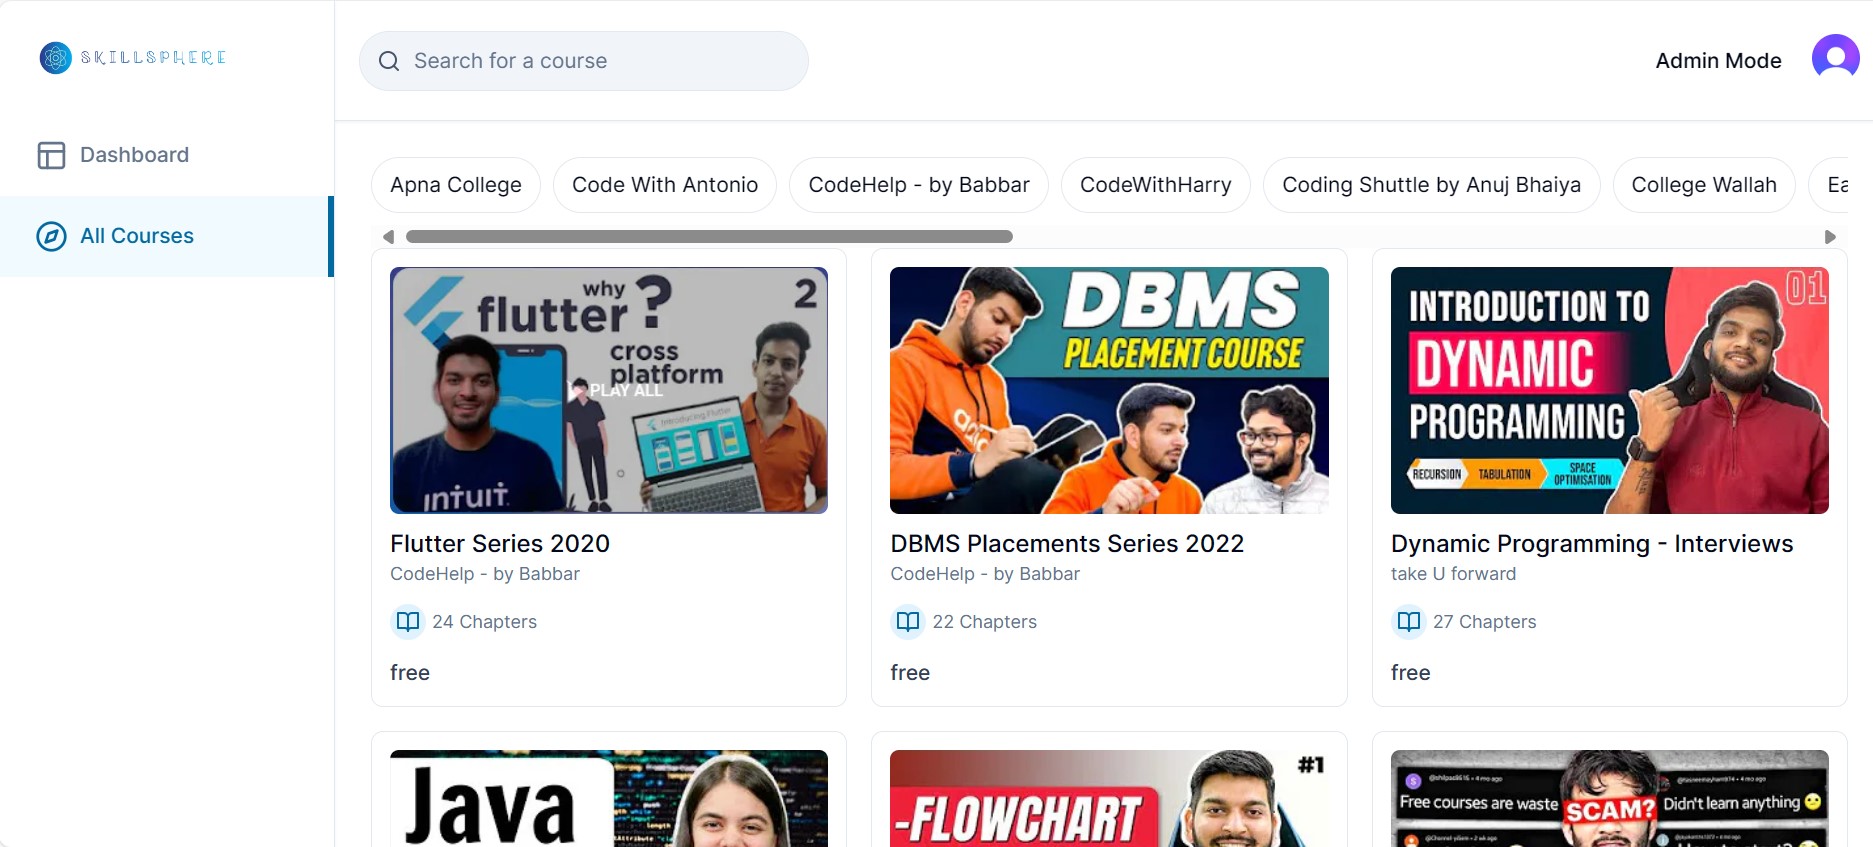 SKILLSPHERE
Search for a course
Admin Mode
Dashboard
All Courses
Apna College
Code With Antonio
CodeHelp - by Babbar
CodeWithHarry
Coding Shuttle by Anuj Bhaiya
College Wallah
Ea
why
flutter ?
2
cross
platform
PLAY ALL
Introducing Flutter
INTUIT
Flutter Series 2020
CodeHelp - by Babbar
24 Chapters
free
DBMS
PLACEMENT COURSE
DBMS Placements Series 2022
CodeHelp - by Babbar
22 Chapters
free
01
INTRODUCTION TO
DYNAMIC
PROGRAMMING
RECURSION
TABULATION
SPACE
OPTIMISATION
Dynamic Programming - Interviews
take U forward
27 Chapters
free
Java
#1
-FLOWCHART
Free courses are waste
SCAM?
Didn't learn anything